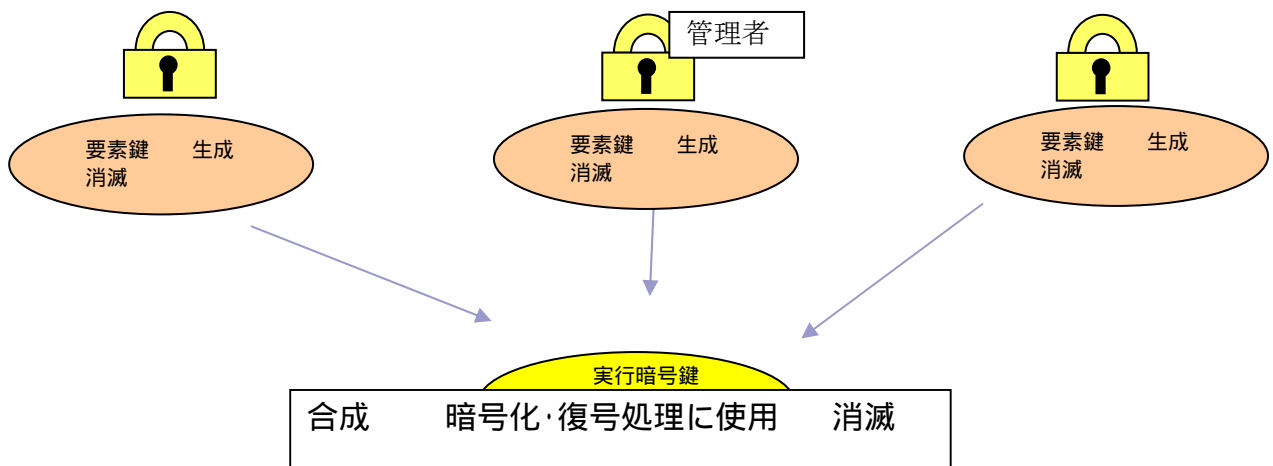 管理者
要素鍵 生成
消滅
要素鍵 生成
消滅
要素鍵 生成
消滅
実行暗号鍵
合成 暗号化･復号処理に使用 消滅